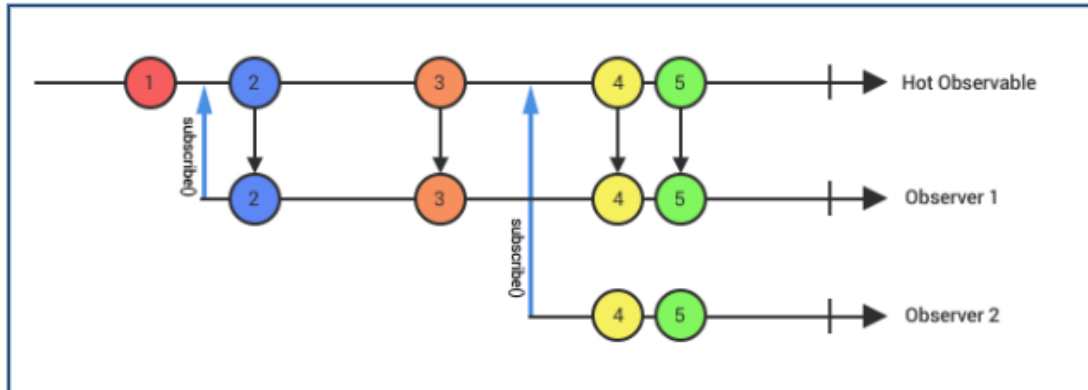 1 2 3 4 5 Hot Observable
subscribe()
2 3 4 5 Observer 1
subscribe()
4 5 Observer 2